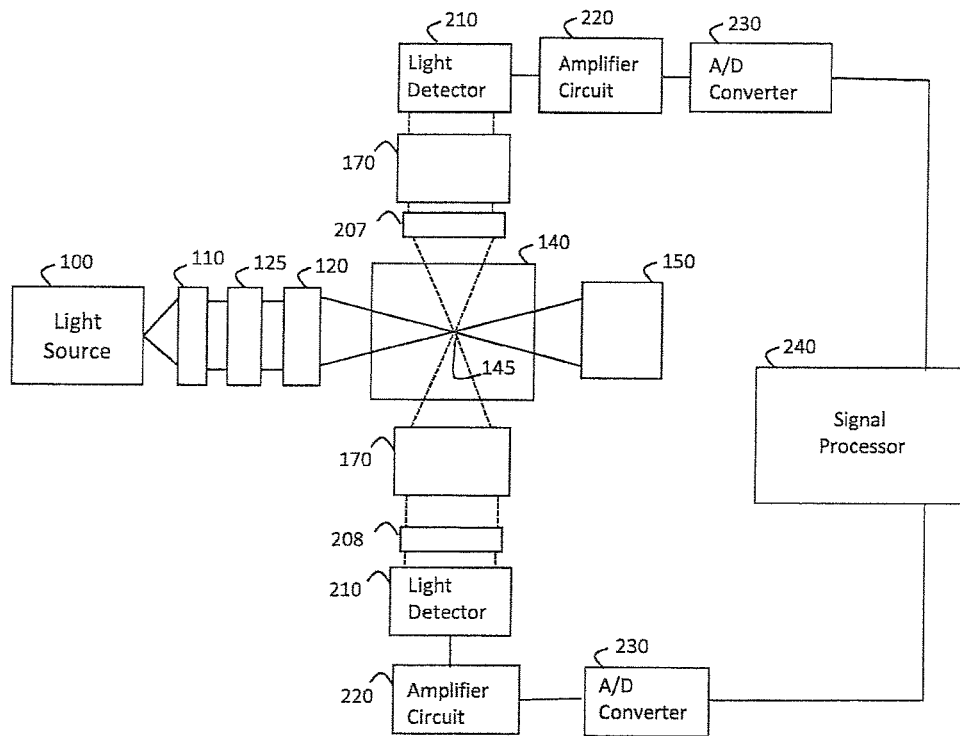 210
220
230
Light
Detector
Amplifier
Circuit
A/D
Converter
170
207
140
100
110
125
120
150
Light
Source
145
240
Signal
Processor
170
208
210
Light
Detector
230
220
Amplifier
Circuit
A/D
Converter